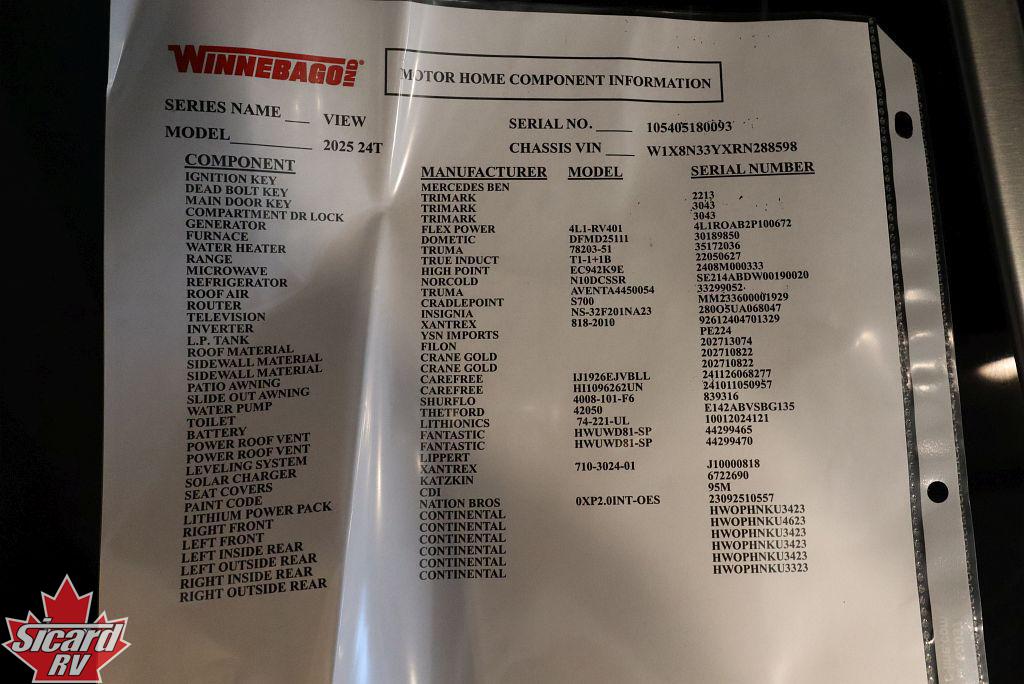 WINNEBAGO IND
MOTOR HOME COMPONENT INFORMATION
SERIES NAME ___ VIEW
SERIAL NO. ____ 105405180093
MODEL_________ 2025 24T
CHASSIS VIN ___ W1X8N33YXRN288598
COMPONENT MANUFACTURER MODEL SERIAL NUMBER
IGNITION KEY MERCEDES BEN
DEAD BOLT KEY TRIMARK 2213
MAIN DOOR KEY TRIMARK 3043
COMPARTMENT DR LOCK TRIMARK 3043
GENERATOR FLEX POWER 4L1-RV401 4L1ROAB2P100672
FURNACE DOMETIC DFMD25111 30189850
WATER HEATER TRUMA 78203-51 35172036
RANGE TRUE INDUCT T1-1+1B 22050627
MICROWAVE HIGH POINT EC942K9E 2408M000333
REFRIGERATOR NORCOLD N10DCSSR SE214ABDW00190020
ROOF AIR TRUMA AVENTA4450054 33299052
ROUTER CRADLEPOINT S700 MM23360001929
TELEVISION INSIGNIA NS-32F201NA23 280O5UA068047
INVERTER XANTREX 818-2010 92612404701329
L.P. TANK YSN IMPORTS PE224
ROOF MATERIAL FILON 202713074
SIDEWALL MATERIAL CRANE GOLD 202710822
SIDEWALL MATERIAL CRANE GOLD 202710822
PATIO AWNING CAREFREE IJ1926EJVBLL 241126068277
SLIDE OUT AWNING CAREFREE HI1096262UN 241011050957
WATER PUMP SHURFLO 4008-101-F6 839316
TOILET THETFORD 42050 E142ABVSBG135
BATTERY LITHIONICS 74-221-UL 10012024121
POWER ROOF VENT FANTASTIC HWUWD81-SP 44299465
POWER ROOF VENT FANTASTIC HWUWD81-SP 44299470
LEVELING SYSTEM LIPPERT
SOLAR CHARGER XANTREX 710-3024-01 J10000818
SEAT COVERS KATZKIN 6722690
PAINT CODE CDI 95M
LITHIUM POWER PACK NATION BROS 0XP2.0INT-OES 23092510557
RIGHT FRONT CONTINENTAL HWOPHNKU3423
LEFT FRONT CONTINENTAL HWOPHNKU4623
LEFT INSIDE REAR CONTINENTAL HWOPHNKU3423
LEFT OUTSIDE REAR CONTINENTAL HWOPHNKU3423
RIGHT INSIDE REAR CONTINENTAL HWOPHNKU3423
RIGHT OUTSIDE REAR CONTINENTAL HWOPHNKU3323
Sicard
RV